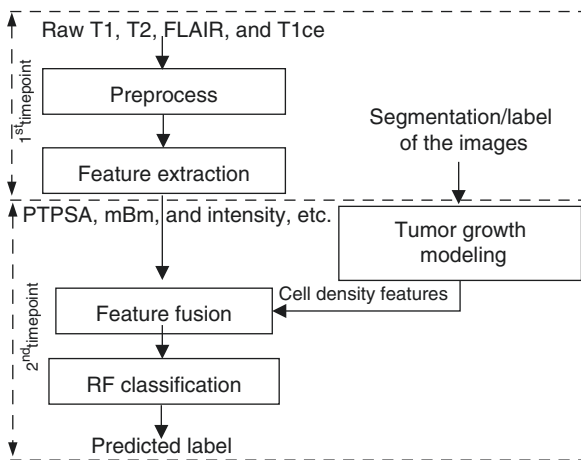 Raw T1, T2, FLAIR, and T1ce
1st timepoint
Preprocess
Feature extraction
Segmentation/label
of the images
PTPSA, mBm, and intensity, etc.
2nd timepoint
Tumor growth
modeling
Cell density features
Feature fusion
RF classification
Predicted label